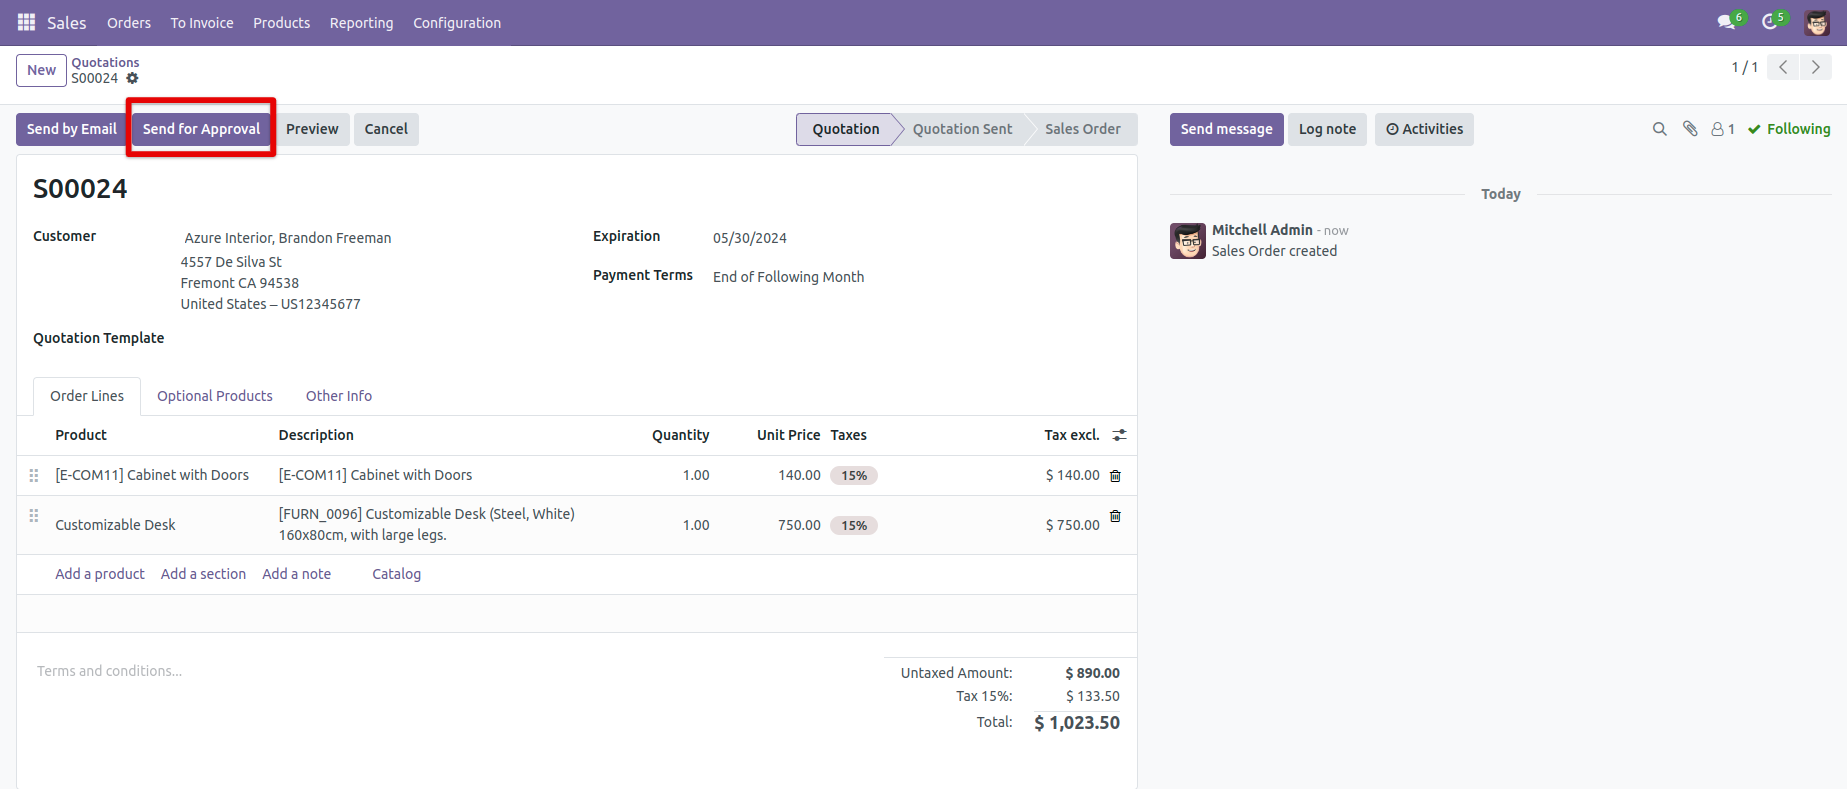 Sales Orders To Invoice Products Reporting Configuration 6 5
New Quotations
S00024
1 / 1
Send by Email Send for Approval Preview Cancel Quotation Quotation Sent Sales Order
Send message Log note Activities 1 Following
S00024
Customer Azure Interior, Brandon Freeman
4557 De Silva St
Fremont CA 94538
United States – US12345677
Expiration 05/30/2024
Payment Terms End of Following Month
Quotation Template
Today
Mitchell Admin - now
Sales Order created
Order Lines Optional Products Other Info
Product Description Quantity Unit Price Taxes Tax excl.
[E-COM11] Cabinet with Doors [E-COM11] Cabinet with Doors 1.00 140.00 15% $ 140.00
Customizable Desk [FURN_0096] Customizable Desk (Steel, White)
160x80cm, with large legs. 1.00 750.00 15% $ 750.00
Add a product Add a section Add a note Catalog
Terms and conditions...
Untaxed Amount: $ 890.00
Tax 15%: $ 133.50
Total: $ 1,023.50